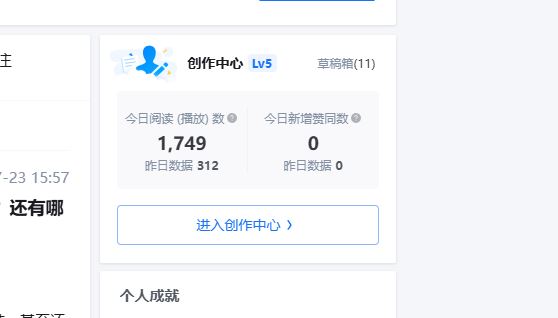 注
创作中心 Lv5 草稿箱(11)
今日阅读 (播放) 数 今日新增赞同数
1,749 0
昨日数据 312 昨日数据 0
-23 15:57
还有哪
进入创作中心
个人成就